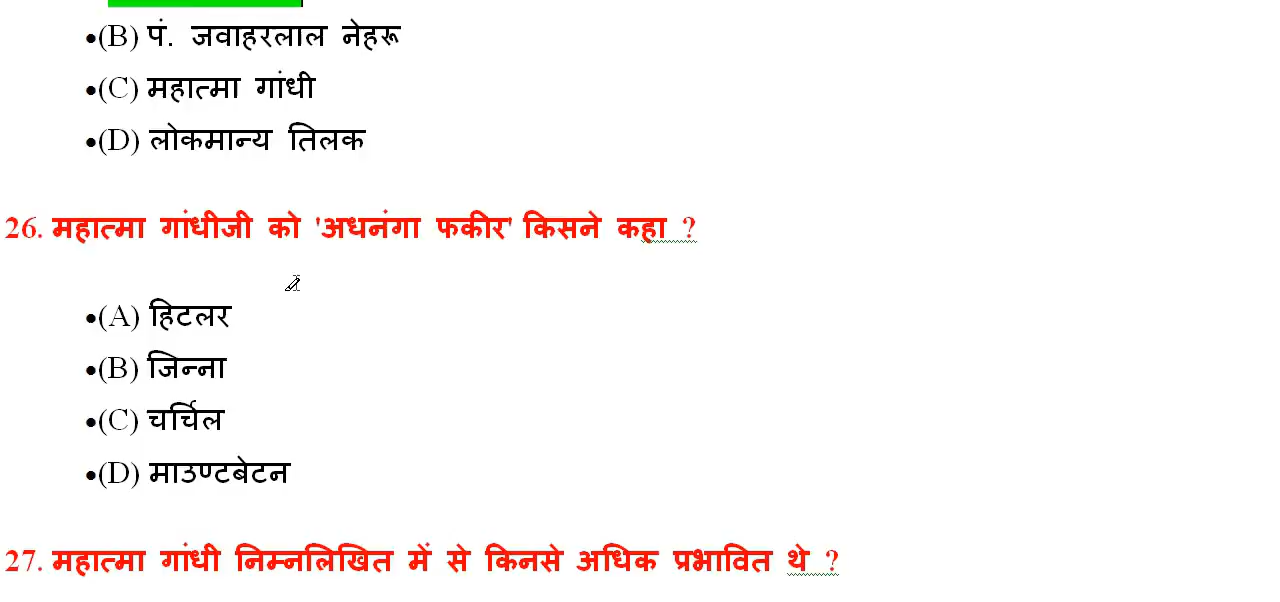 •(B) पं. जवाहरलाल नेहरू
•(C) महात्मा गांधी
•(D) लोकमान्य तिलक
26. महात्मा गांधीजी को 'अधनंगा फकीर' किसने कहा ?
•(A) हिटलर
•(B) जिन्ना
•(C) चर्चिल
•(D) माउण्टबेटन
27. महात्मा गांधी निम्नलिखित में से किनसे अधिक प्रभावित थे ?